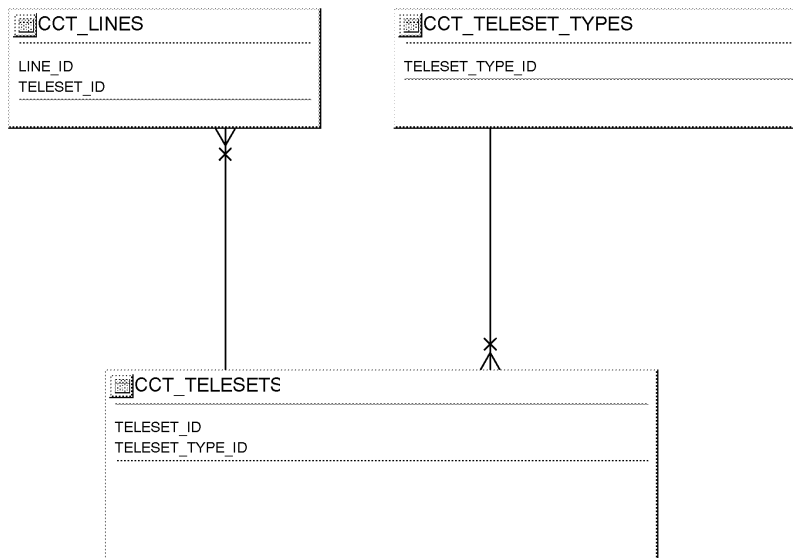 CCT_LINES
LINE_ID
TELESET_ID
CCT_TELESET_TYPES
TELESET_TYPE_ID
CCT_TELESETS
TELESET_ID
TELESET_TYPE_ID